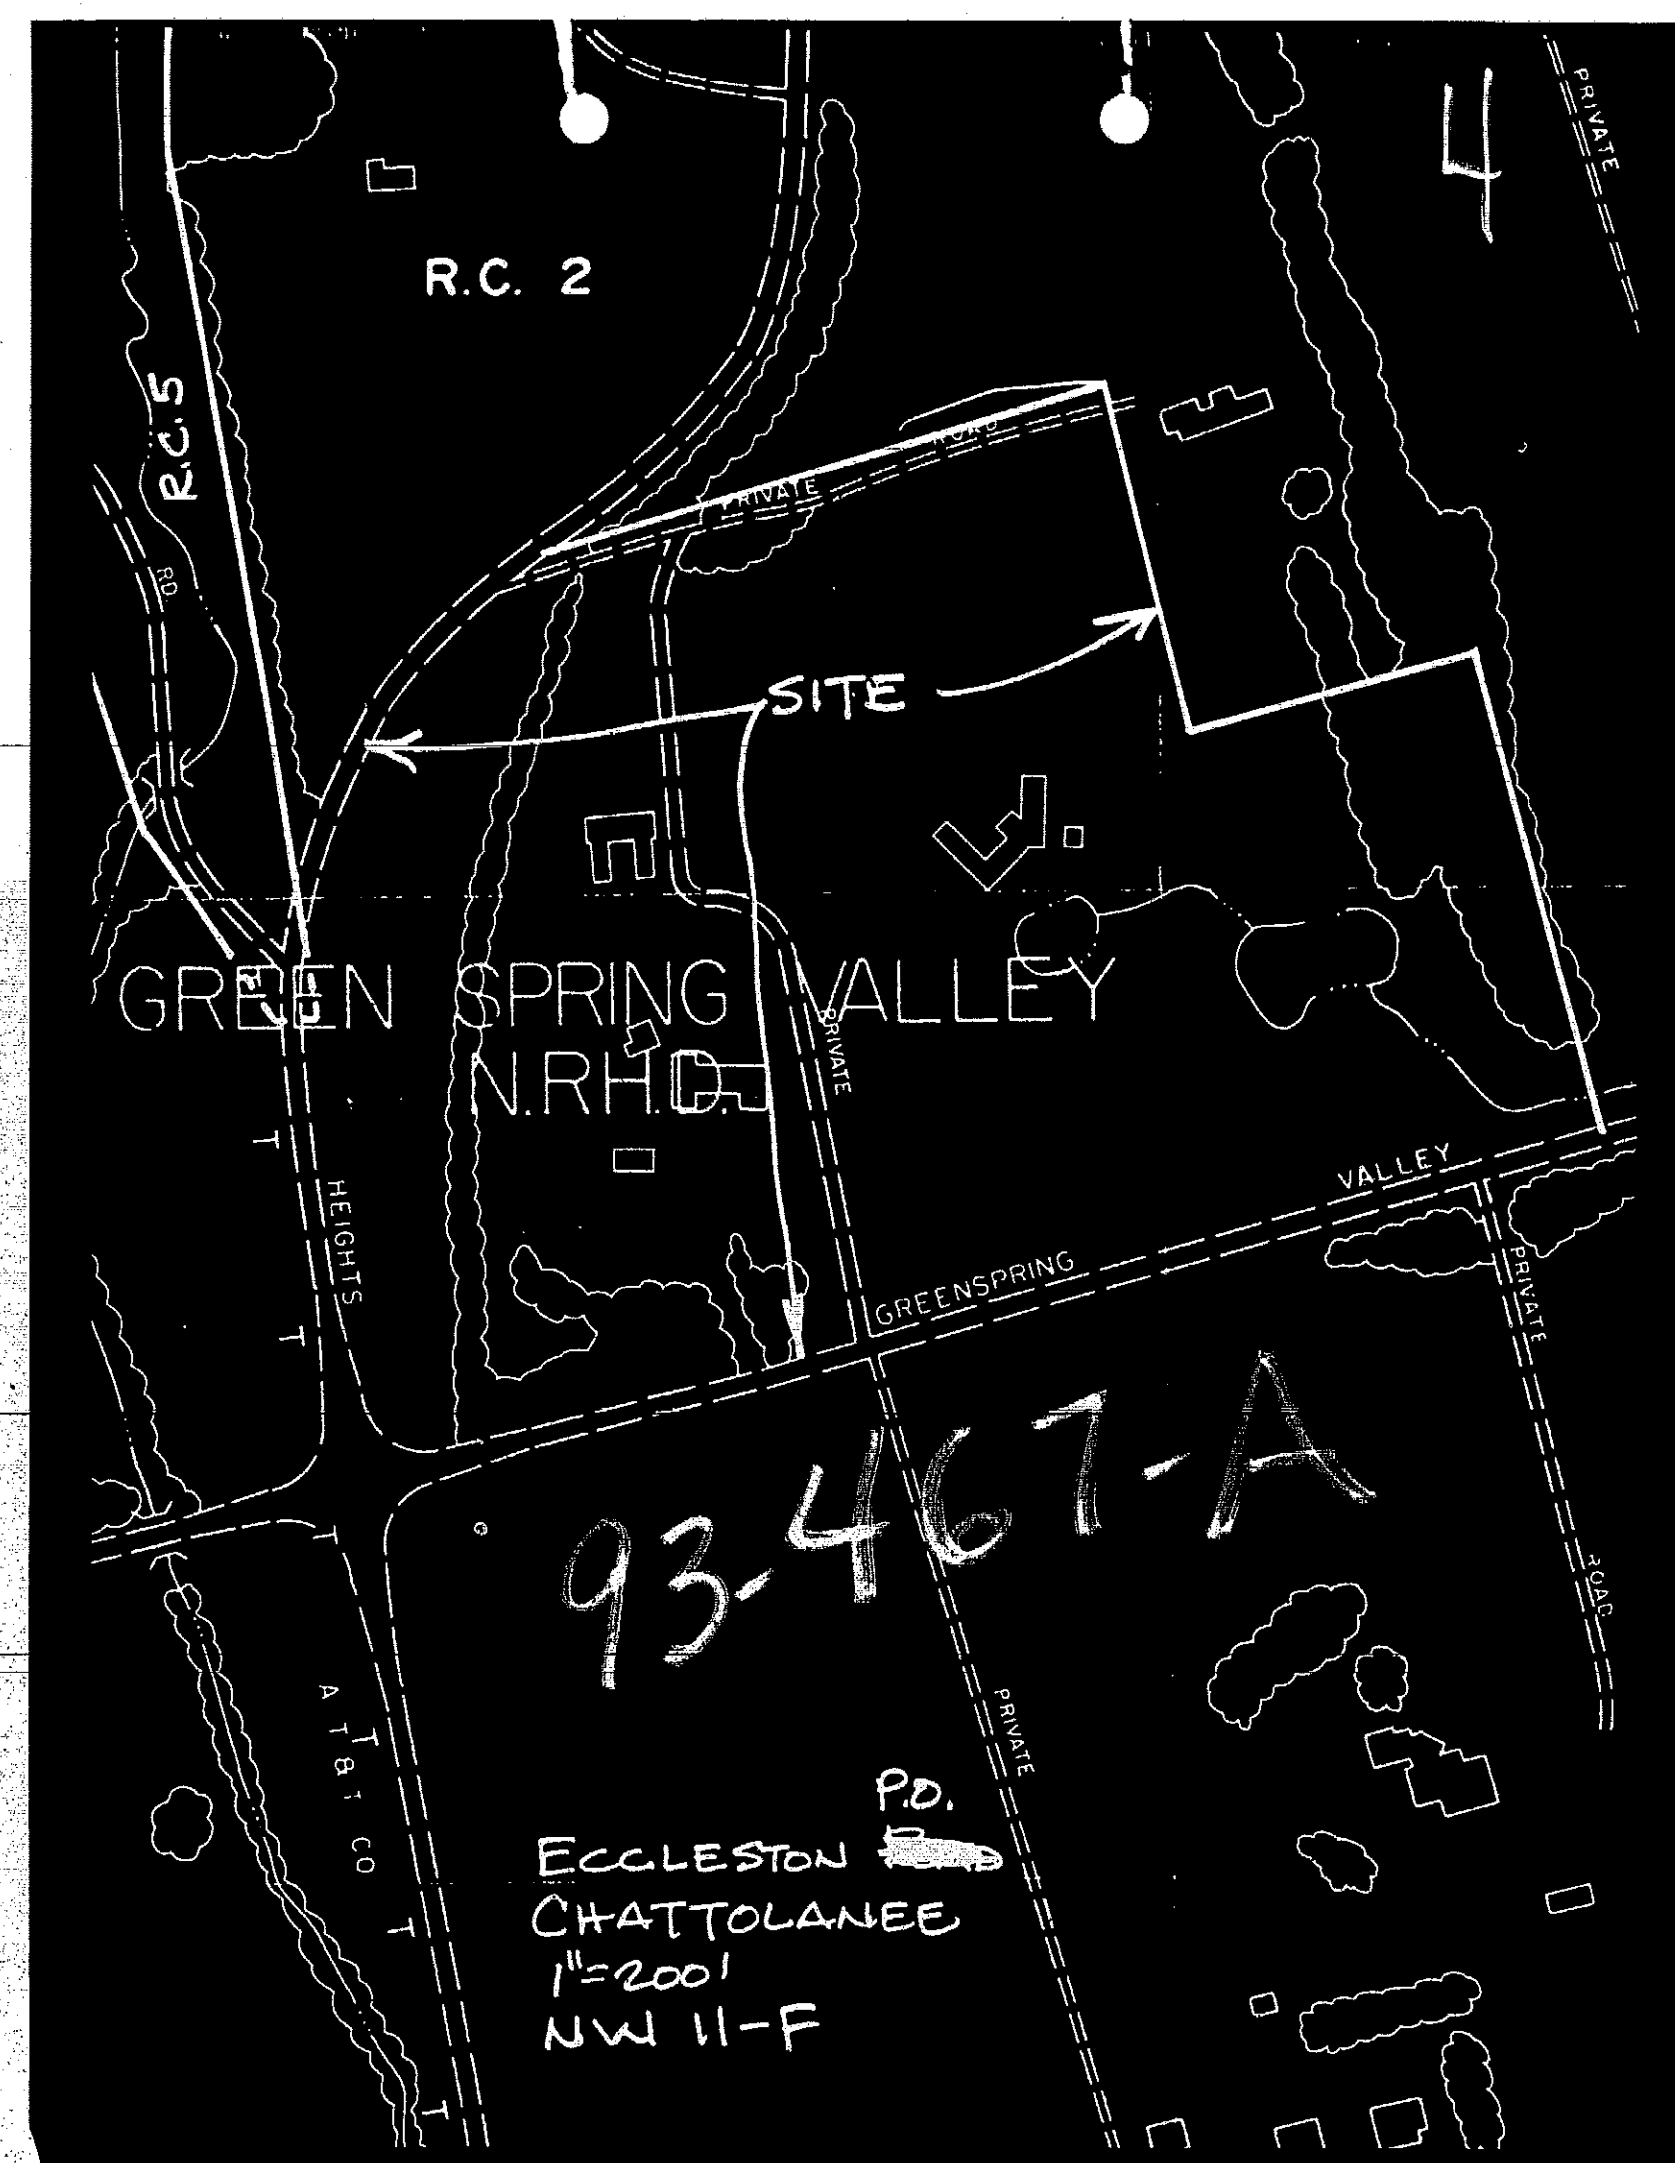 PRIVATE
4
R.C. 2
R.C. 5
PRIVATE ROAD
RD.
SITE
GREEN SPRING VALLEY
N.R.H.D.
PRIVATE
HEIGHTS
GREENSPRING VALLEY
PRIVATE ROAD
T
T
93-467-A
T
G
A T & T CO
T
PRIVATE
P.O.
ECCLESTON
CHATTOLANEE
1"=200'
NW 11-F
T
T